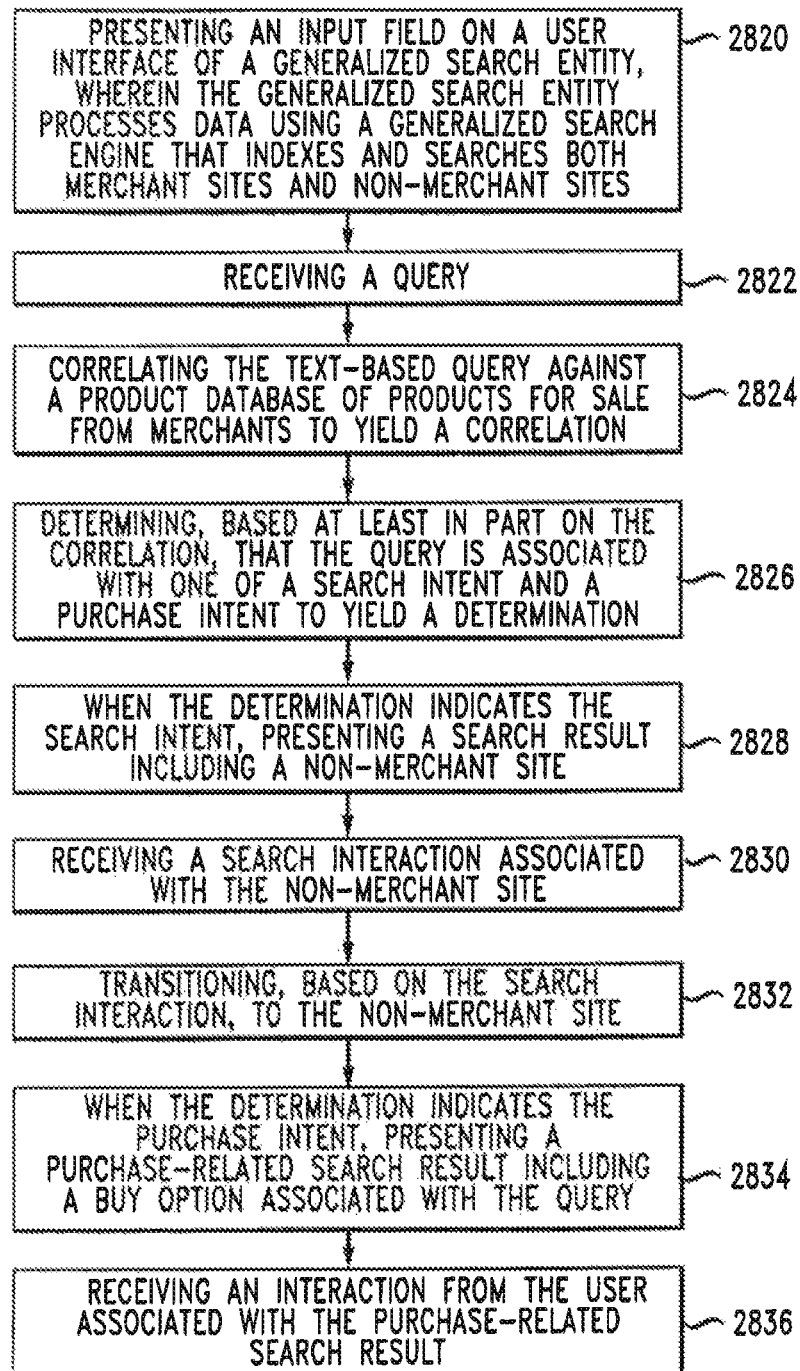 PRESENTING AN INPUT FIELD ON A USER
INTERFACE OF A GENERALIZED SEARCH ENTITY,
WHEREIN THE GENERALIZED SEARCH ENTITY
PROCESSES DATA USING A GENERALIZED SEARCH
ENGINE THAT INDEXES AND SEARCHES BOTH
MERCHANT SITES AND NON-MERCHANT SITES
2820
RECEIVING A QUERY
2822
CORRELATING THE TEXT-BASED QUERY AGAINST
A PRODUCT DATABASE OF PRODUCTS FOR SALE
FROM MERCHANTS TO YIELD A CORRELATION
2824
DETERMINING, BASED AT LEAST IN PART ON THE
CORRELATION, THAT THE QUERY IS ASSOCIATED
WITH ONE OF A SEARCH INTENT AND A
PURCHASE INTENT TO YIELD A DETERMINATION
2826
WHEN THE DETERMINATION INDICATES THE
SEARCH INTENT, PRESENTING A SEARCH RESULT
INCLUDING A NON-MERCHANT SITE
2828
RECEIVING A SEARCH INTERACTION ASSOCIATED
WITH THE NON-MERCHANT SITE
2830
TRANSITIONING, BASED ON THE SEARCH
INTERACTION, TO THE NON-MERCHANT SITE
2832
WHEN THE DETERMINATION INDICATES THE
PURCHASE INTENT, PRESENTING A
PURCHASE-RELATED SEARCH RESULT INCLUDING
A BUY OPTION ASSOCIATED WITH THE QUERY
2834
RECEIVING AN INTERACTION FROM THE USER
ASSOCIATED WITH THE PURCHASE-RELATED
SEARCH RESULT
2836